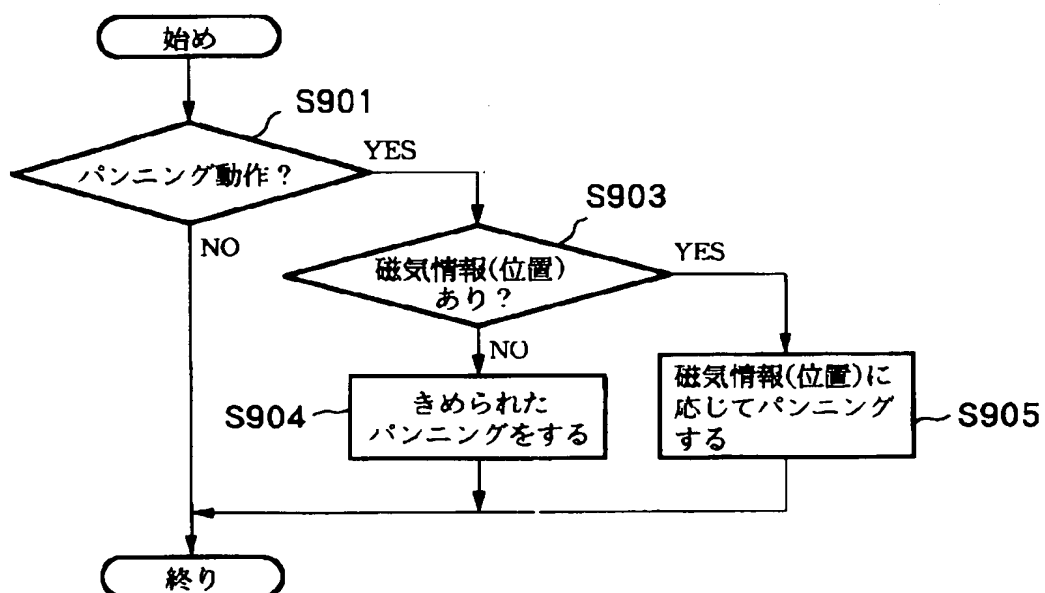 始め
S901
パンニング動作?
YES
NO
S903
磁気情報(位置)
あり?
YES
NO
S904
きめられた
パンニングをする
磁気情報(位置)に
応じてパンニング
する
S905
終り